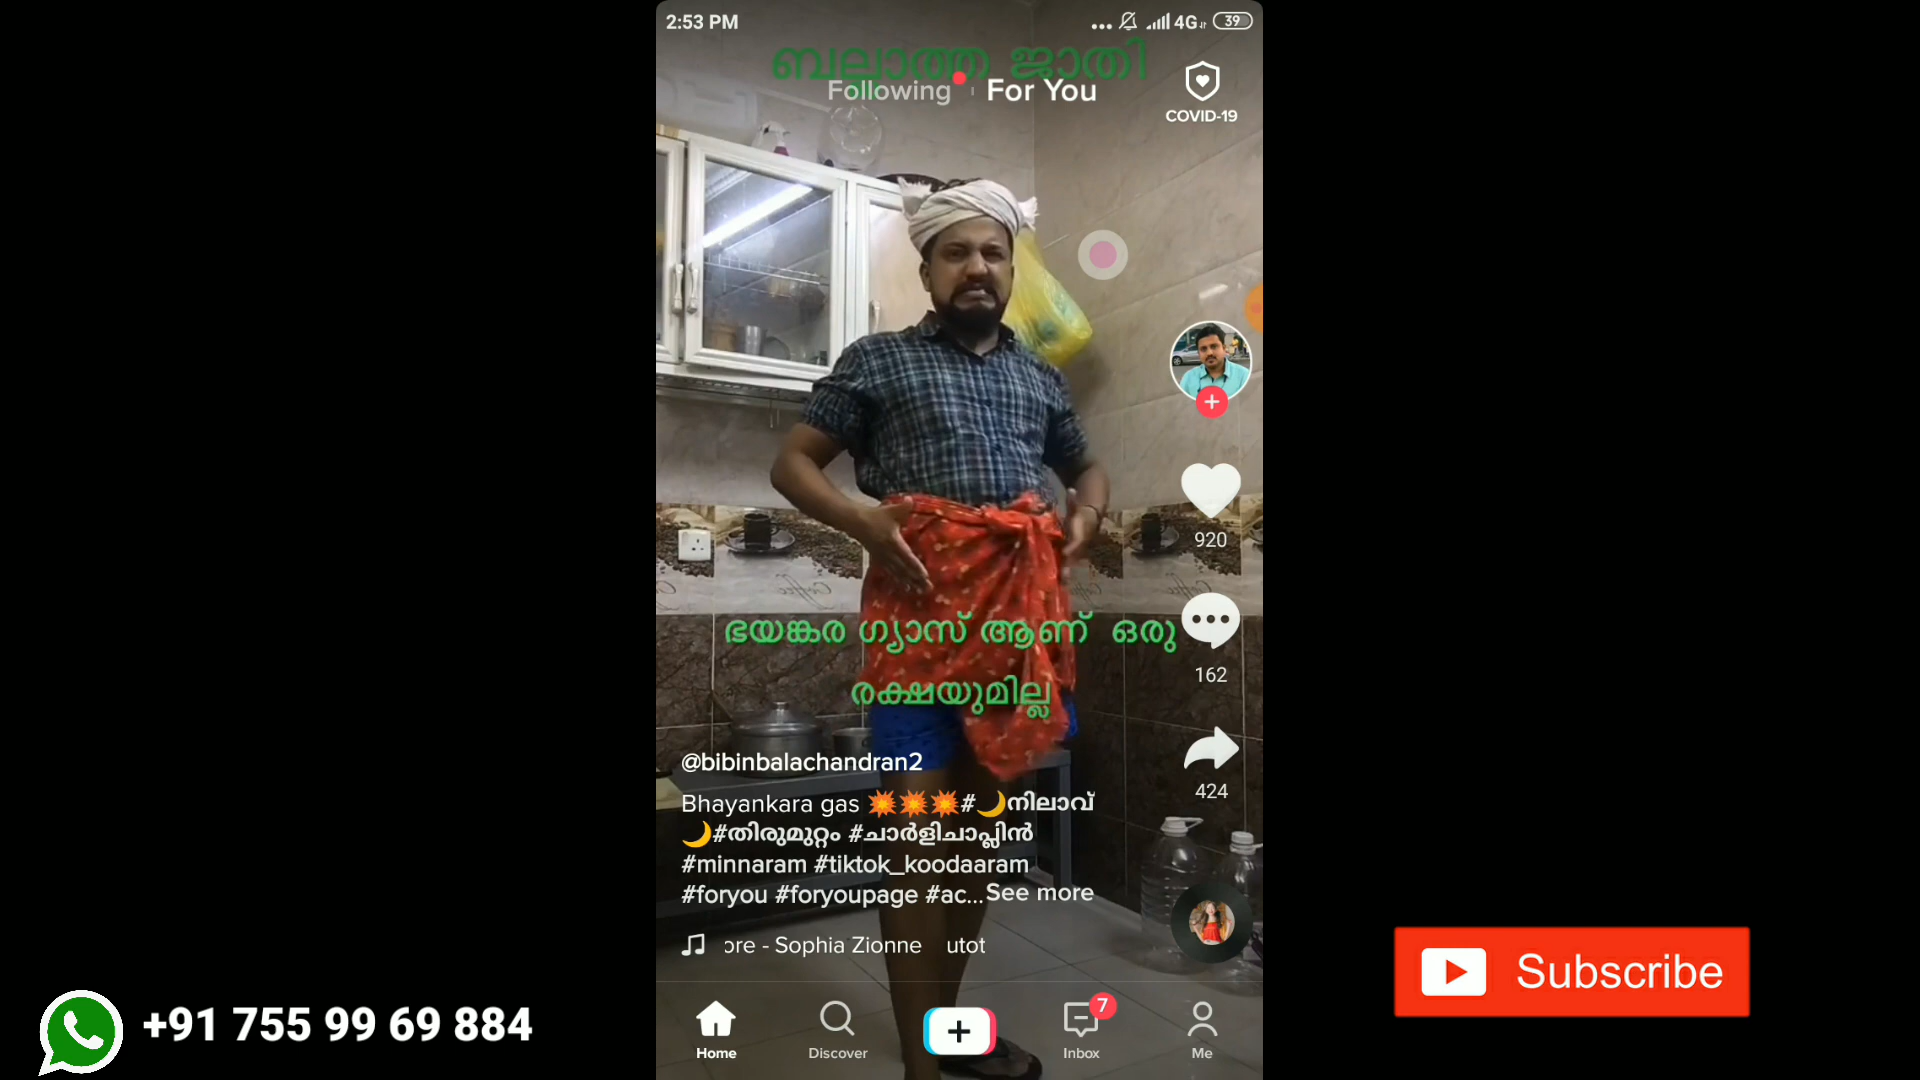 2:53 PM
4G
39
ബല്ലാത്ത ജാതി
Following
For You
COVID-19
920
ഭയങ്കര ഗ്യാസ് ആണ് ഒരു
രക്ഷയുമില്ല
162
424
@bibinbalachandran2
Bhayankara gas 💥💥💥#🌙നിലാവ്
🌙#തിരുമുറ്റം #ചാർളിചാപ്ലിൻ
#minnaram #tiktok_koodaaram
#foryou #foryoupage #ac...See more
ore - Sophia Zionne utot
+91 755 99 69 884
Subscribe
7
Home
Discover
Inbox
Me